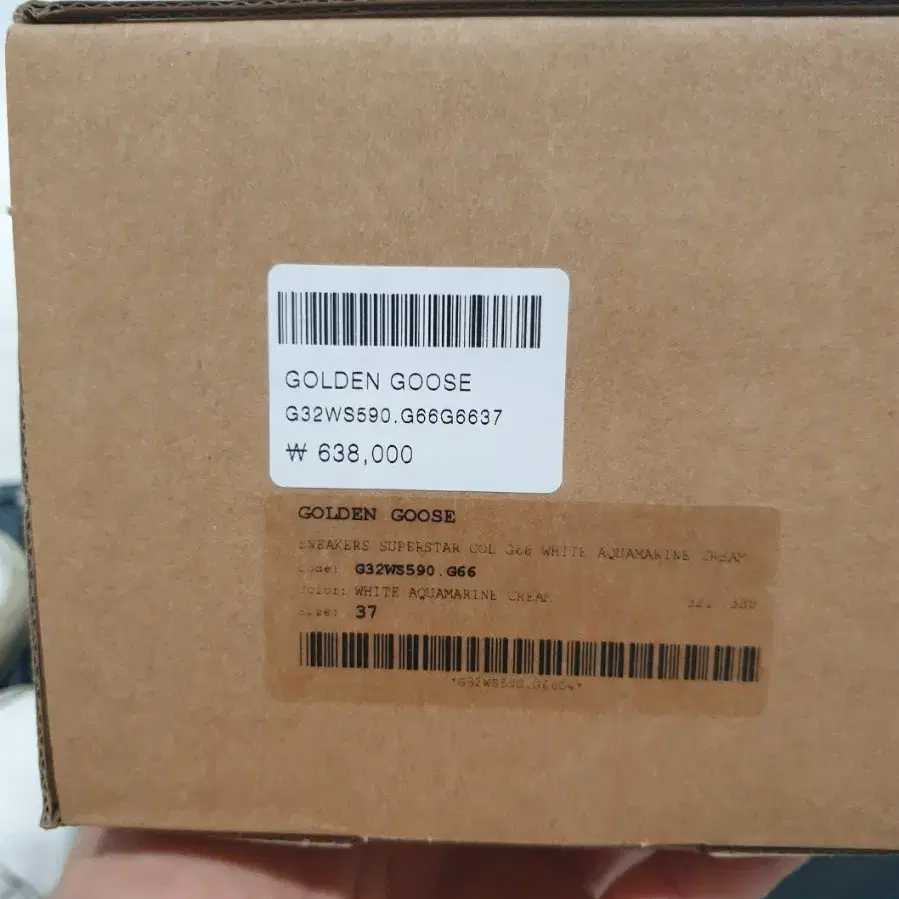 GOLDEN GOOSE
G32WS590.G66G6637
₩ 638,000
GOLDEN GOOSE
SNEAKERS SUPERSTAR COL G66 WHITE AQUAMARINE CREAM
Code: G32WS590.G66
Color: WHITE AQUAMARINE CREAM
Size: 37